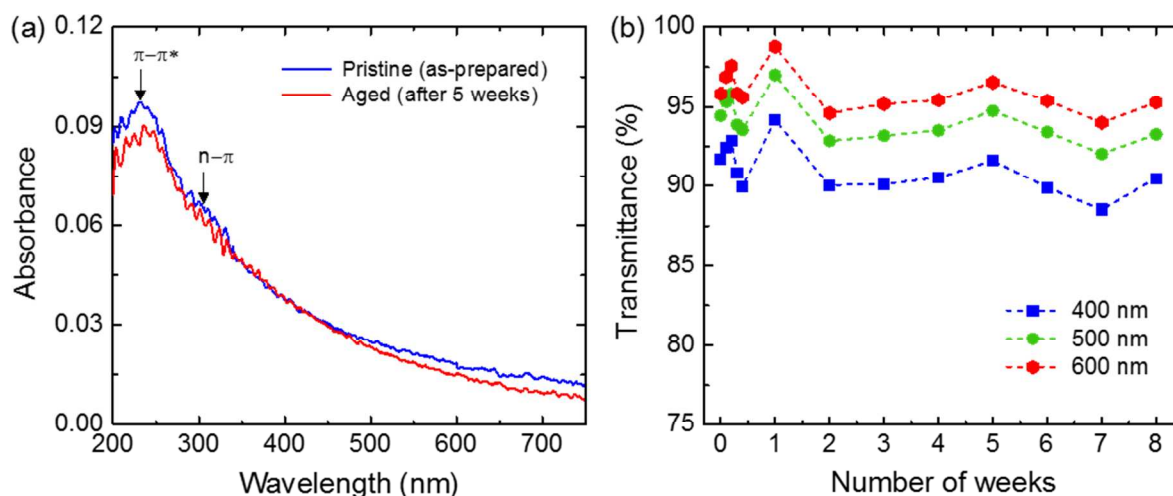 (a)
0.12
0.09
0.06
0.03
0.00
Absorbance
π−π*
n−π
Pristine (as-prepared)
Aged (after 5 weeks)
200 300 400 500 600 700
Wavelength (nm)
(b)
100
95
90
85
80
75
Transmittance (%)
400 nm
500 nm
600 nm
0 1 2 3 4 5 6 7 8
Number of weeks